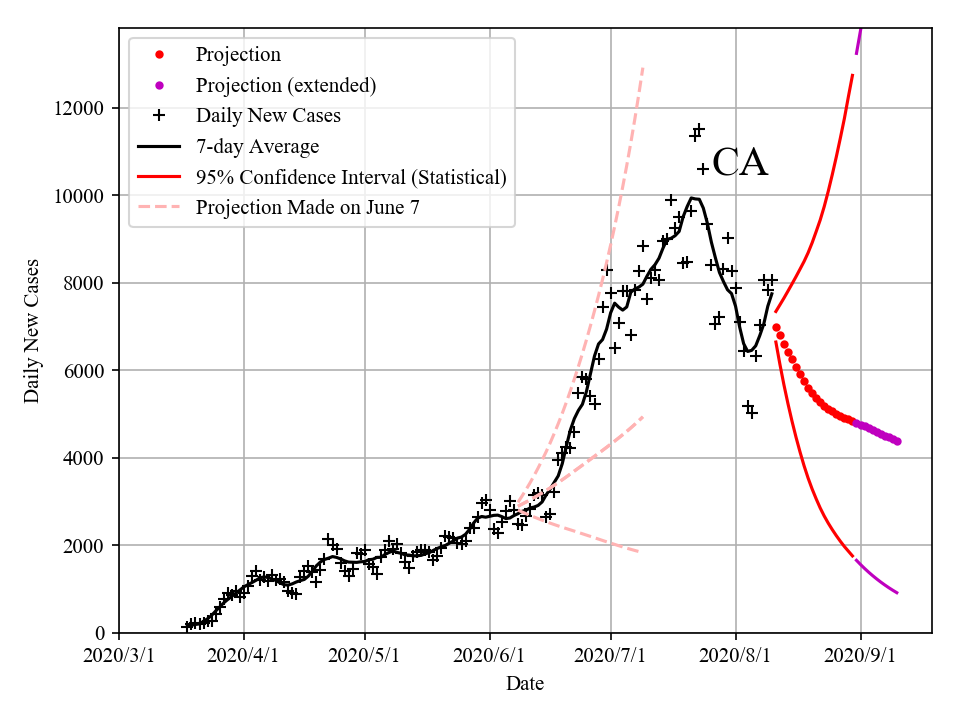 Projection
Projection (extended)
Daily New Cases
7-day Average
95% Confidence Interval (Statistical)
Projection Made on June 7
CA
Daily New Cases
12000
10000
8000
6000
4000
2000
0
2020/3/1 2020/4/1 2020/5/1 2020/6/1 2020/7/1 2020/8/1 2020/9/1
Date